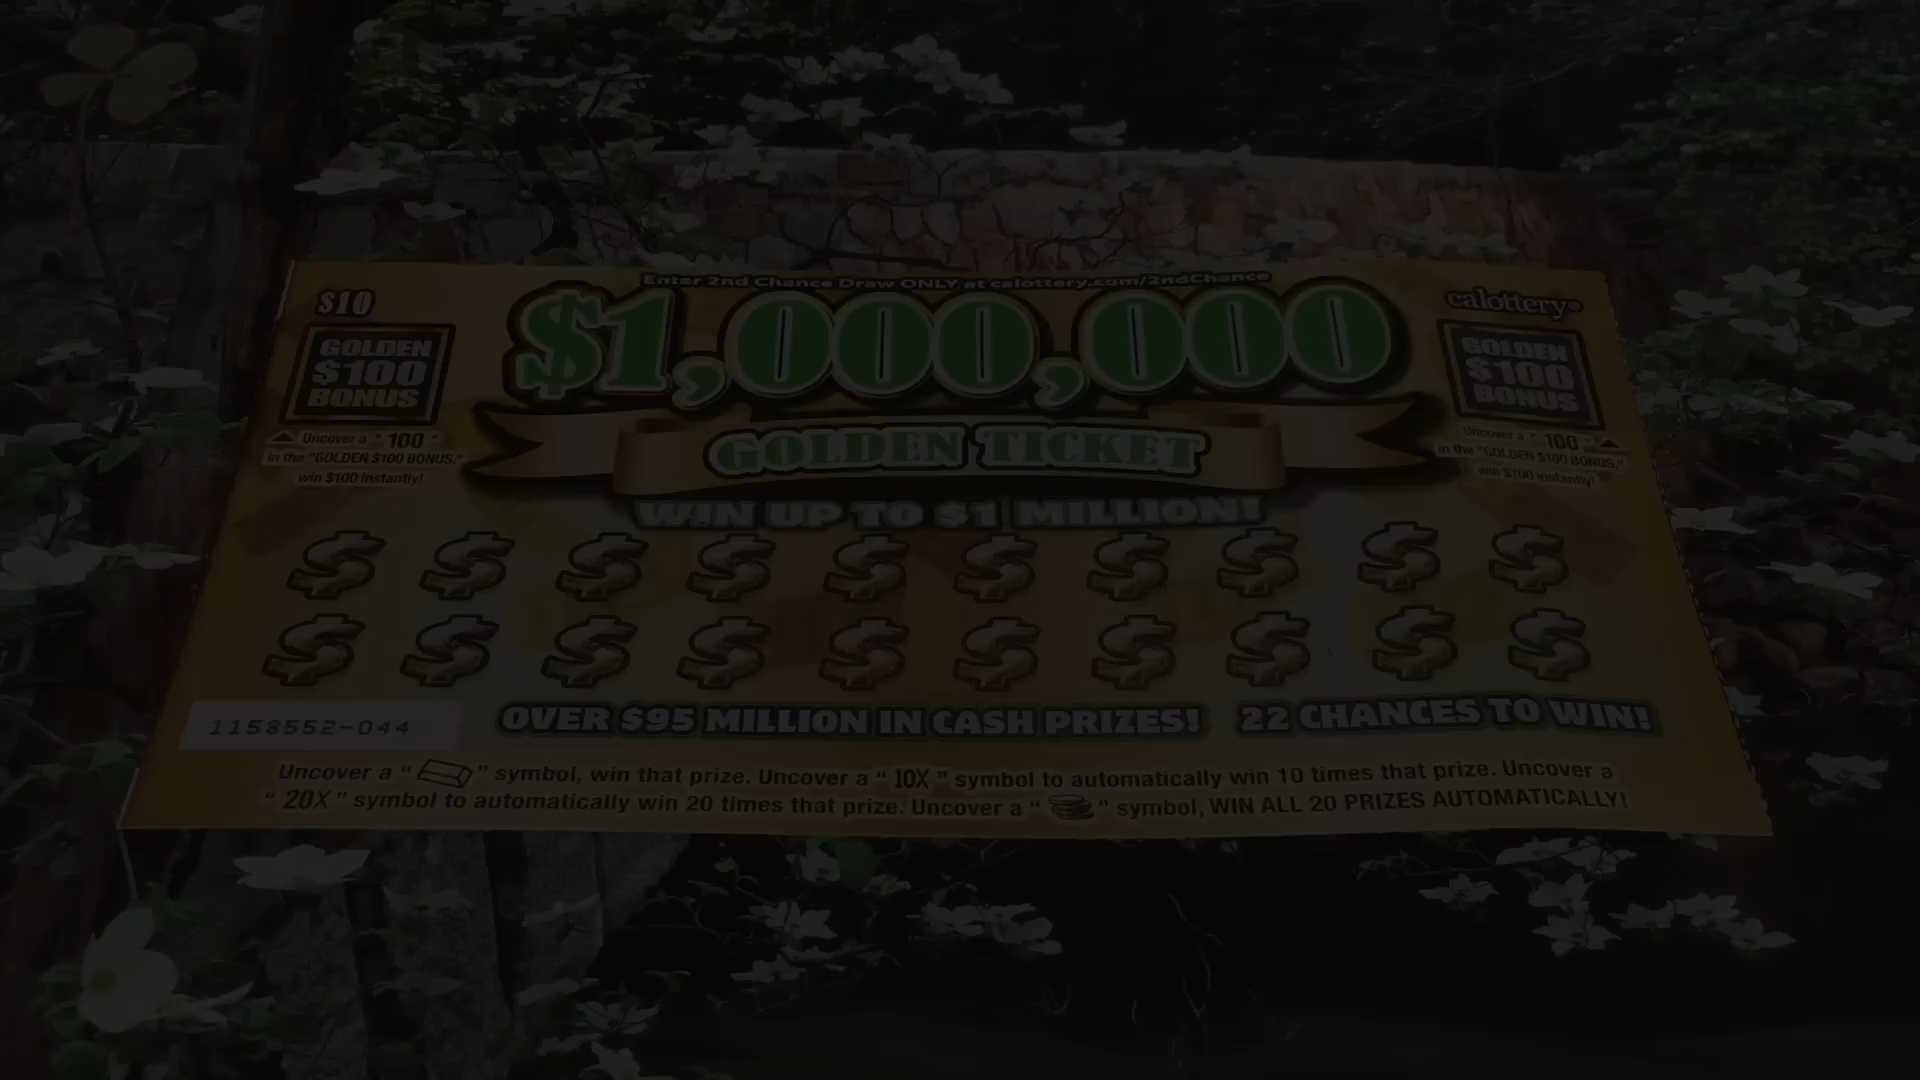 Enter 2nd Chance Draw ONLY at calottery.com/2ndChance
$10
$1,000,000
calottery®
GOLDEN
$100
BONUS
GOLDEN
$100
BONUS
Uncover a "100"
in the "GOLDEN $100 BONUS,"
win $100 instantly!
GOLDEN TICKET
Uncover a "100"
in the "GOLDEN $100 BONUS,"
win $100 instantly!
WIN UP TO $1 MILLION!
$ $ $ $ $ $ $ $ $ $
$ $ $ $ $ $ $ $ $ $
1158552-044
OVER $95 MILLION IN CASH PRIZES! 22 CHANCES TO WIN!
Uncover a " " symbol, win that prize. Uncover a "10X" symbol to automatically win 10 times that prize. Uncover a
"20X" symbol to automatically win 20 times that prize. Uncover a " " symbol, WIN ALL 20 PRIZES AUTOMATICALLY!